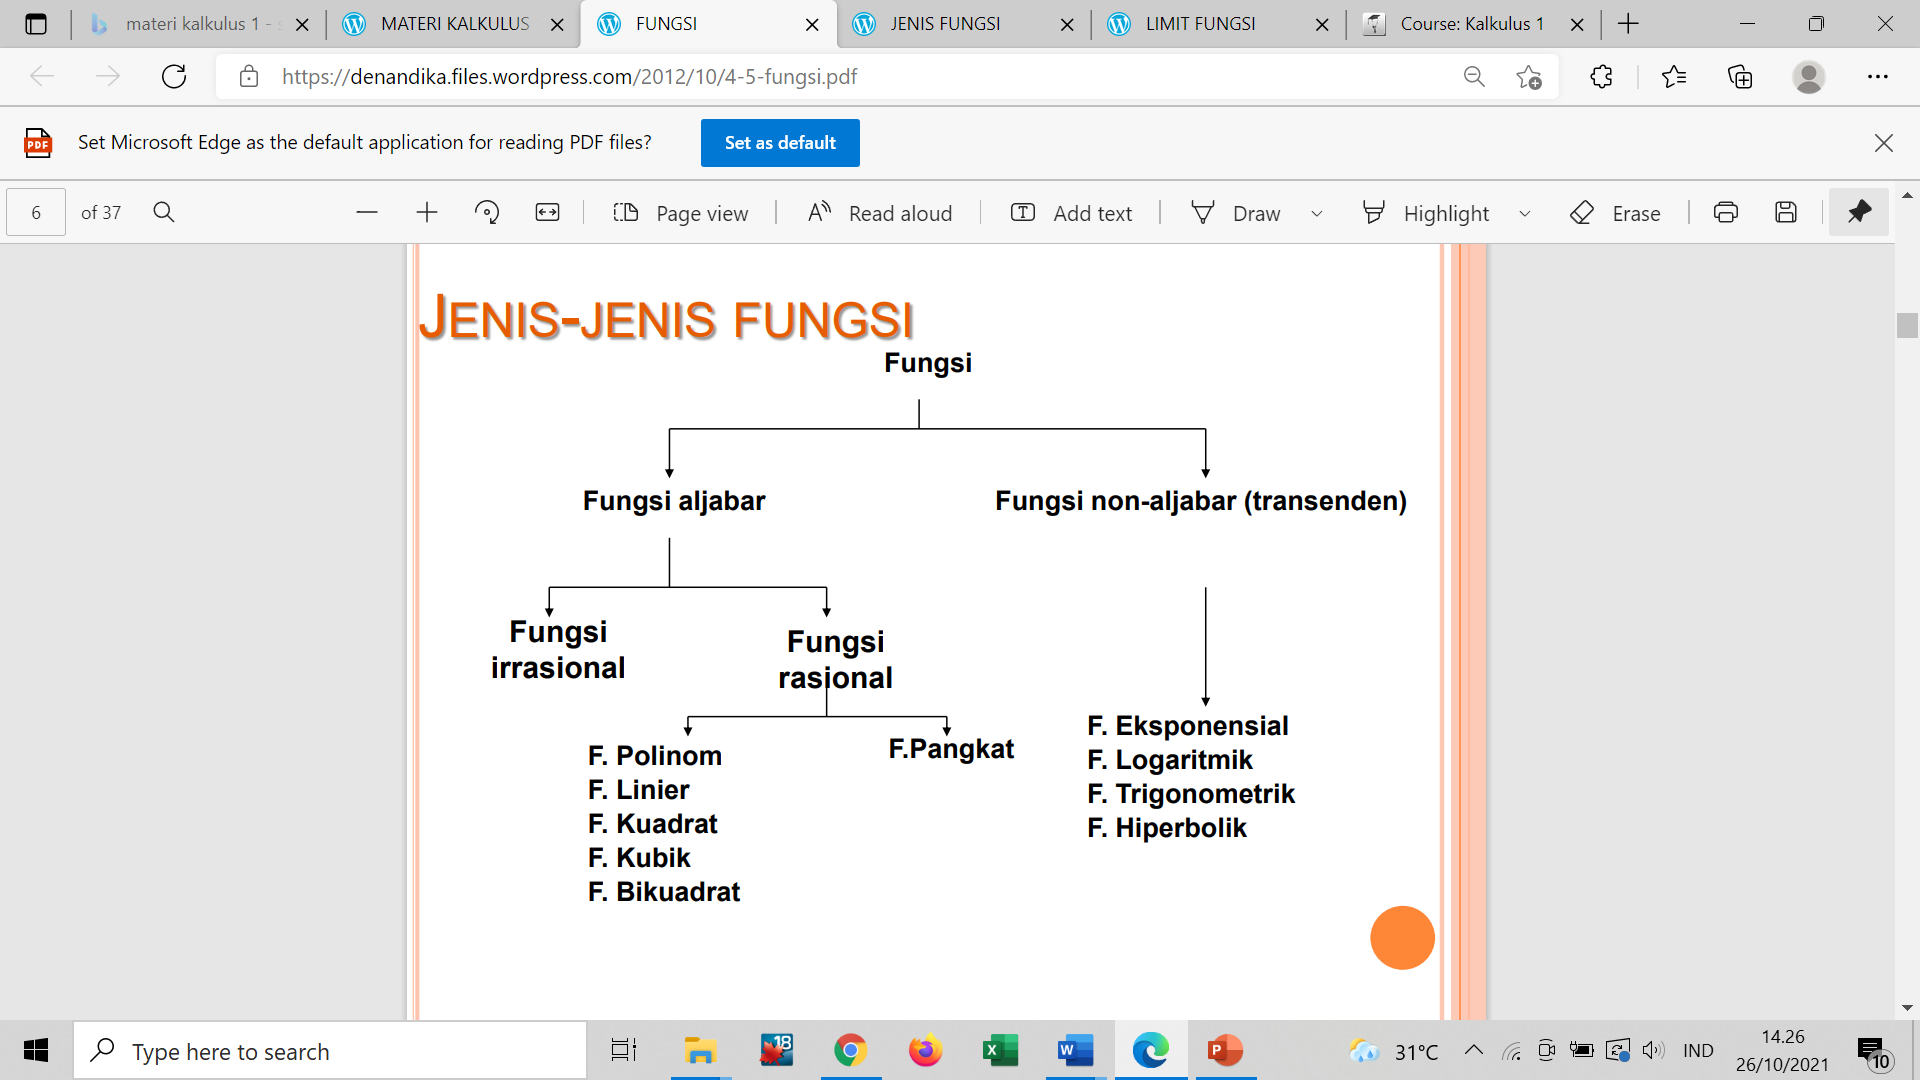 materi kalkulus 1 -
MATERI KALKULUS
FUNGSI
JENIS FUNGSI
LIMIT FUNGSI
Course: Kalkulus 1
https://denandika.files.wordpress.com/2012/10/4-5-fungsi.pdf
PDF
Set Microsoft Edge as the default application for reading PDF files?
Set as default
6 of 37
Page view
Read aloud
Add text
Draw
Highlight
Erase
JENIS-JENIS FUNGSI
Fungsi
Fungsi aljabar
Fungsi non-aljabar (transenden)
Fungsi
irrasional
Fungsi
rasional
F. Polinom
F. Linier
F. Kuadrat
F. Kubik
F. Bikuadrat
F.Pangkat
F. Eksponensial
F. Logaritmik
F. Trigonometrik
F. Hiperbolik
Type here to search
18
31°C
IND
14.26
26/10/2021
10